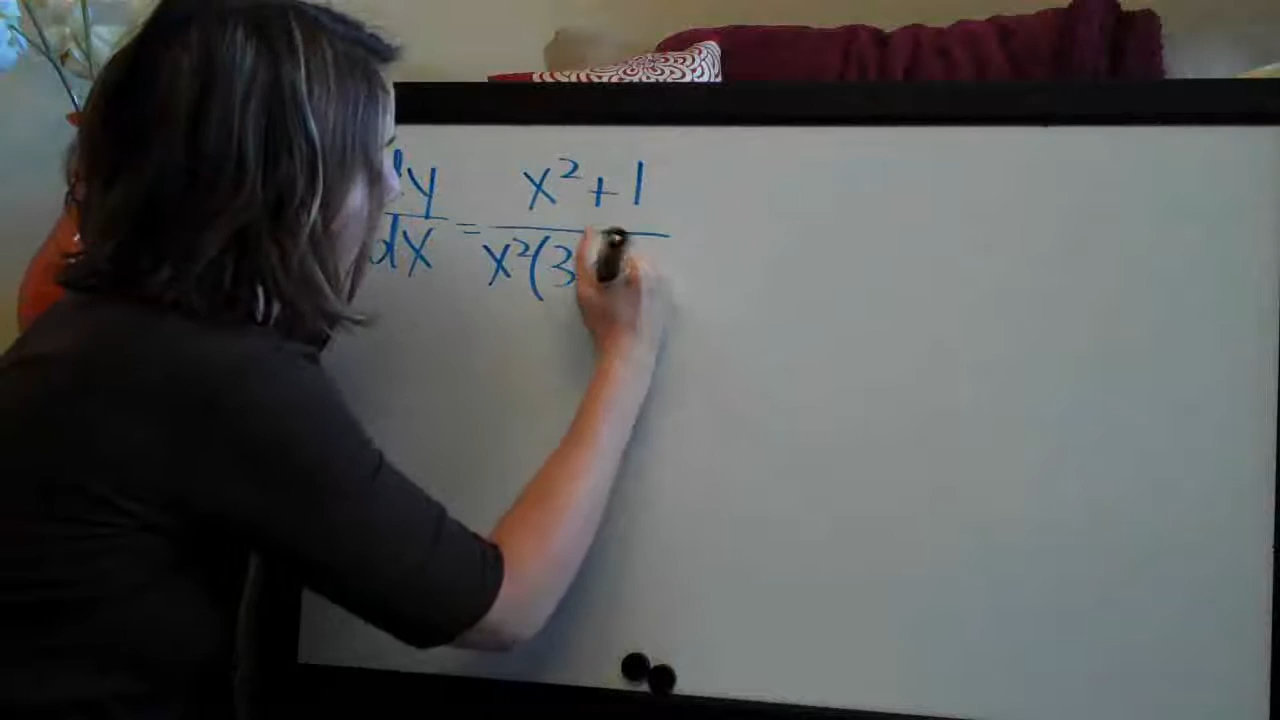 dy/dx = x² + 1 / x²(3